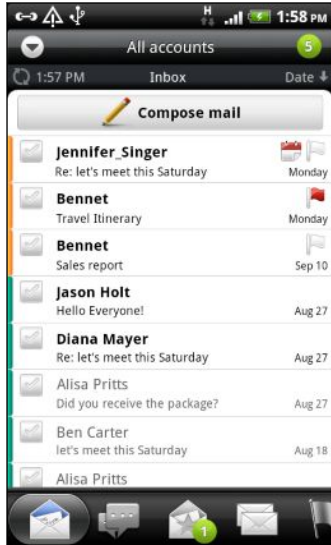 H
1:58 PM
All accounts
5
1:57 PM Inbox Date
Compose mail
Jennifer_Singer
Re: let's meet this Saturday Monday
Bennet
Travel Itinerary Monday
Bennet
Sales report Sep 10
Jason Holt
Hello Everyone! Aug 27
Diana Mayer
Re: let's meet this Saturday Aug 27
Alisa Pritts
Did you receive the package? Aug 27
Ben Carter
let's meet this Saturday Aug 18
Alisa Pritts
1